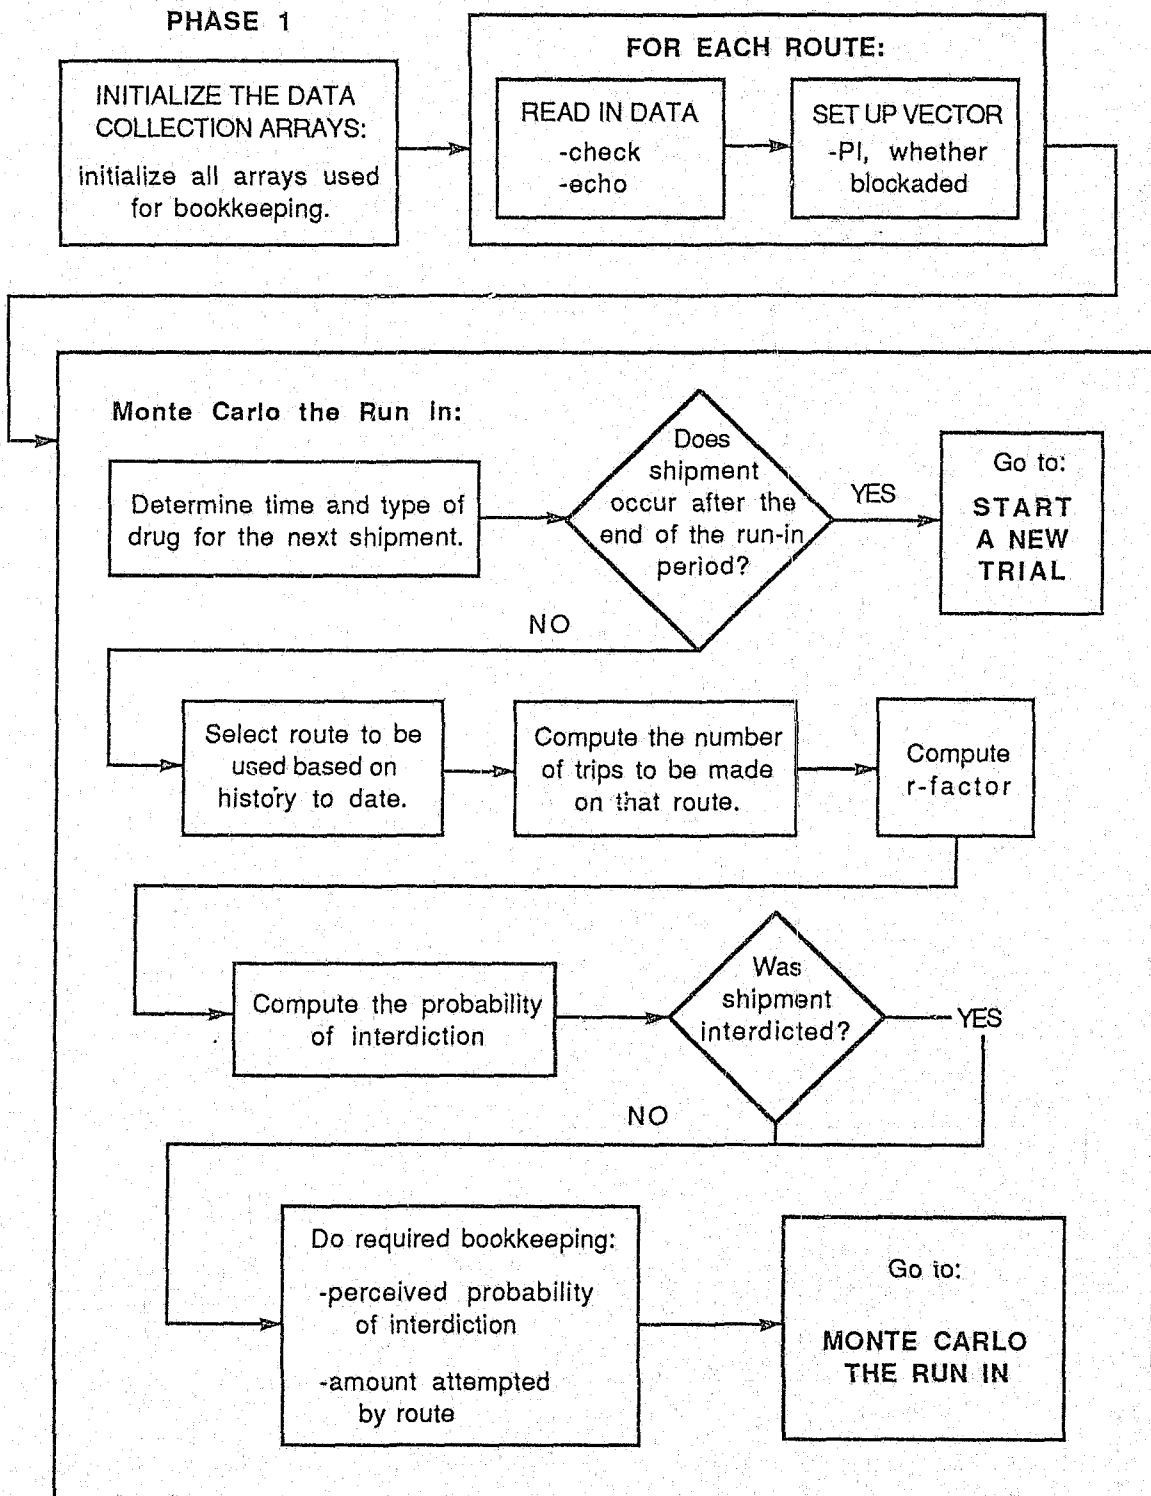 PHASE 1
INITIALIZE THE DATA
COLLECTION ARRAYS:
initialize all arrays used
for bookkeeping.
FOR EACH ROUTE:
READ IN DATA
-check
-echo
SET UP VECTOR
-PI, whether
blockaded
Monte Carlo the Run in:
Determine time and type of
drug for the next shipment.
Does
shipment
occur after the
end of the run-in
period?
YES
Go to:
START
A NEW
TRIAL
NO
Select route to be
used based on
history to date.
Compute the number
of trips to be made
on that route.
Compute
r-factor
Compute the probability
of interdiction
Was
shipment
interdicted?
YES
NO
Do required bookkeeping:
-perceived probability
of interdiction
-amount attempted
by route
Go to:
MONTE CARLO
THE RUN IN